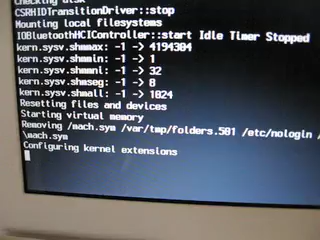 Checking disk
CSRHIDTransitionDriver::stop
Mounting local filesystems
IOBluetoothHCIController::start Idle Timer Stopped
kern.sysv.shmmax: -1 -> 4194304
kern.sysv.shmmin: -1 -> 1
kern.sysv.shmmni: -1 -> 32
kern.sysv.shmseg: -1 -> 8
kern.sysv.shmall: -1 -> 1024
Resetting files and devices
Starting virtual memory
Removing /mach.sym /var/tmp/folders.501 /etc/nologin /
\mach.sym
Configuring kernel extensions